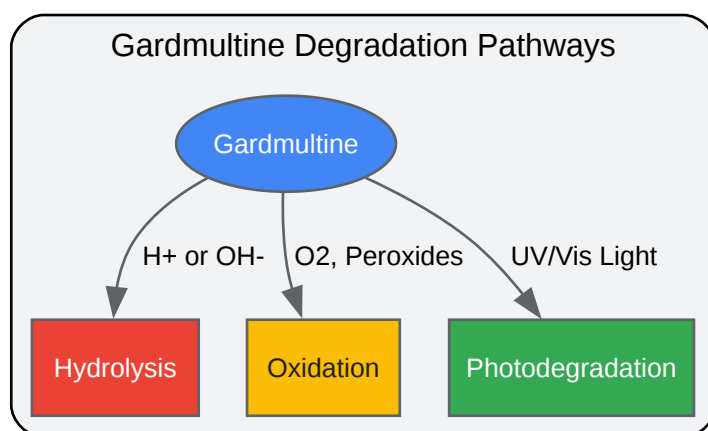 Gardmultine Degradation Pathways
Gardmultine
H+ or OH-
O2, Peroxides
UV/Vis Light
Hydrolysis
Oxidation
Photodegradation